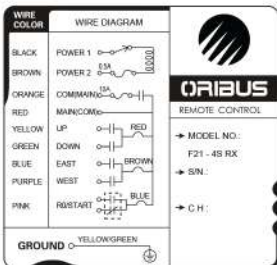 WIRE COLOR
WIRE DIAGRAM
BLACK POWER 1
BROWN POWER 2 0.5A
ORANGE COM(MAIN) 10A
RED MAIN(COM)
YELLOW UP RED
GREEN DOWN
BLUE EAST BROWN
PURPLE WEST
PINK R0/START BLUE
GROUND YELLOW/GREEN
ORIBUS
REMOTE CONTROL
→ MODEL NO.:
F21 - 4S RX
→ S/N.:
→ C H :